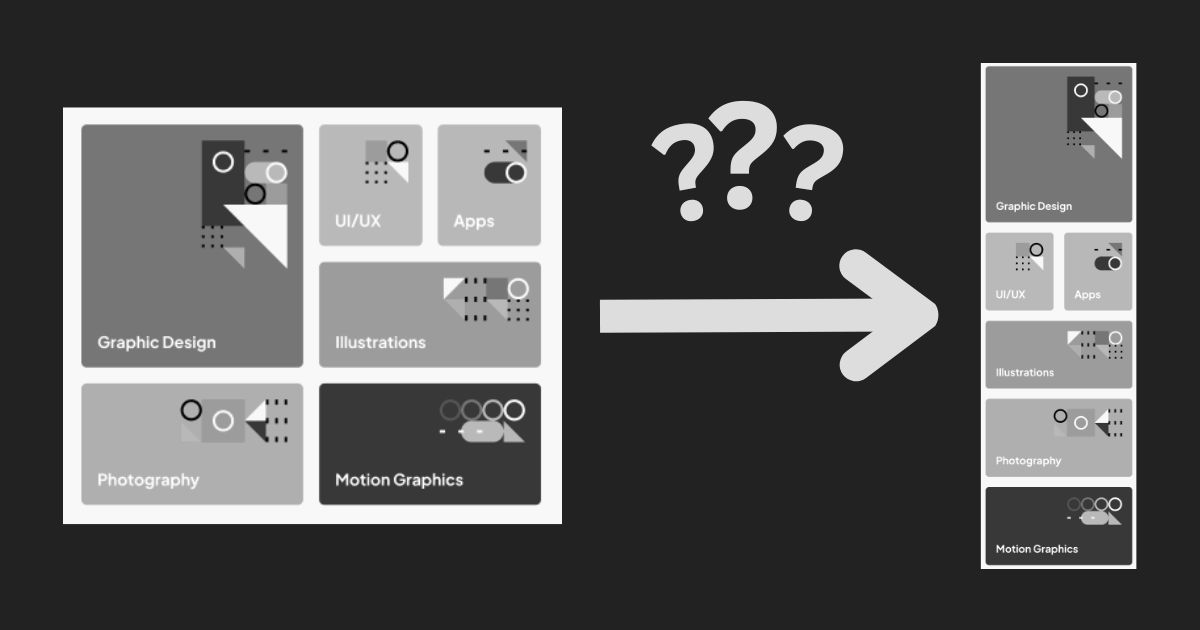 UI/UX
Apps
Graphic Design
Illustrations
Photography
Motion Graphics
???
Graphic Design
UI/UX
Apps
Illustrations
Photography
Motion Graphics